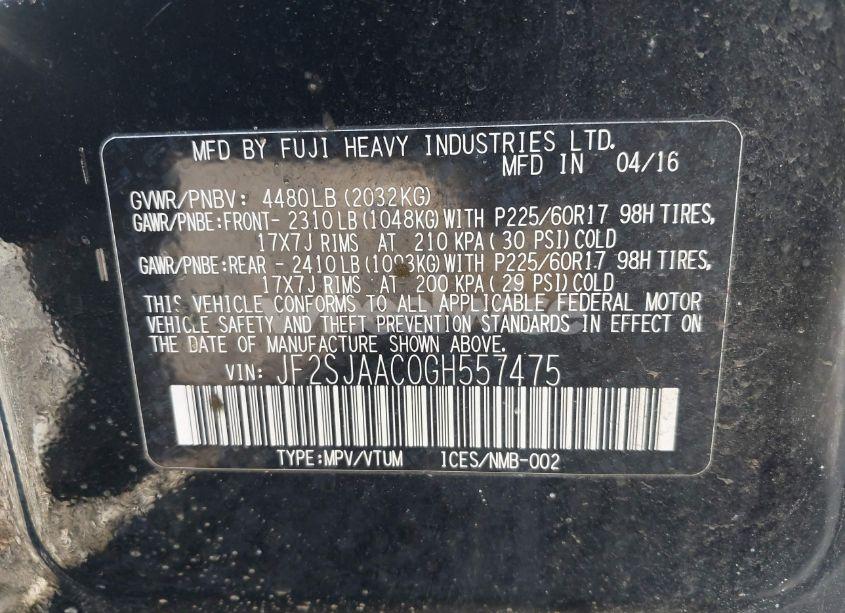 MFD BY FUJI HEAVY INDUSTRIES LTD.
MFD IN 04/16
GVWR/PNBV: 4480LB(2032KG)
GAWR/PNBE:FRONT- 2310LB(1048KG)WITH P225/60R17 98H TIRES,
17X7J RIMS AT 210 KPA(30 PSI)COLD
GAWR/PNBE:REAR - 2410LB(1093KG)WITH P225/60R17 98H TIRES,
17X7J RIMS AT 200 KPA(29 PSI)COLD
THIS VEHICLE CONFORMS TO ALL APPLICABLE FEDERAL MOTOR
VEHICLE SAFETY AND THEFT PREVENTION STANDARDS IN EFFECT ON
THE DATE OF MANUFACTURE SHOWN ABOVE.
VIN: JF2SJAAC0GH557475
TYPE:MPV/VTUM ICES/NMB-002